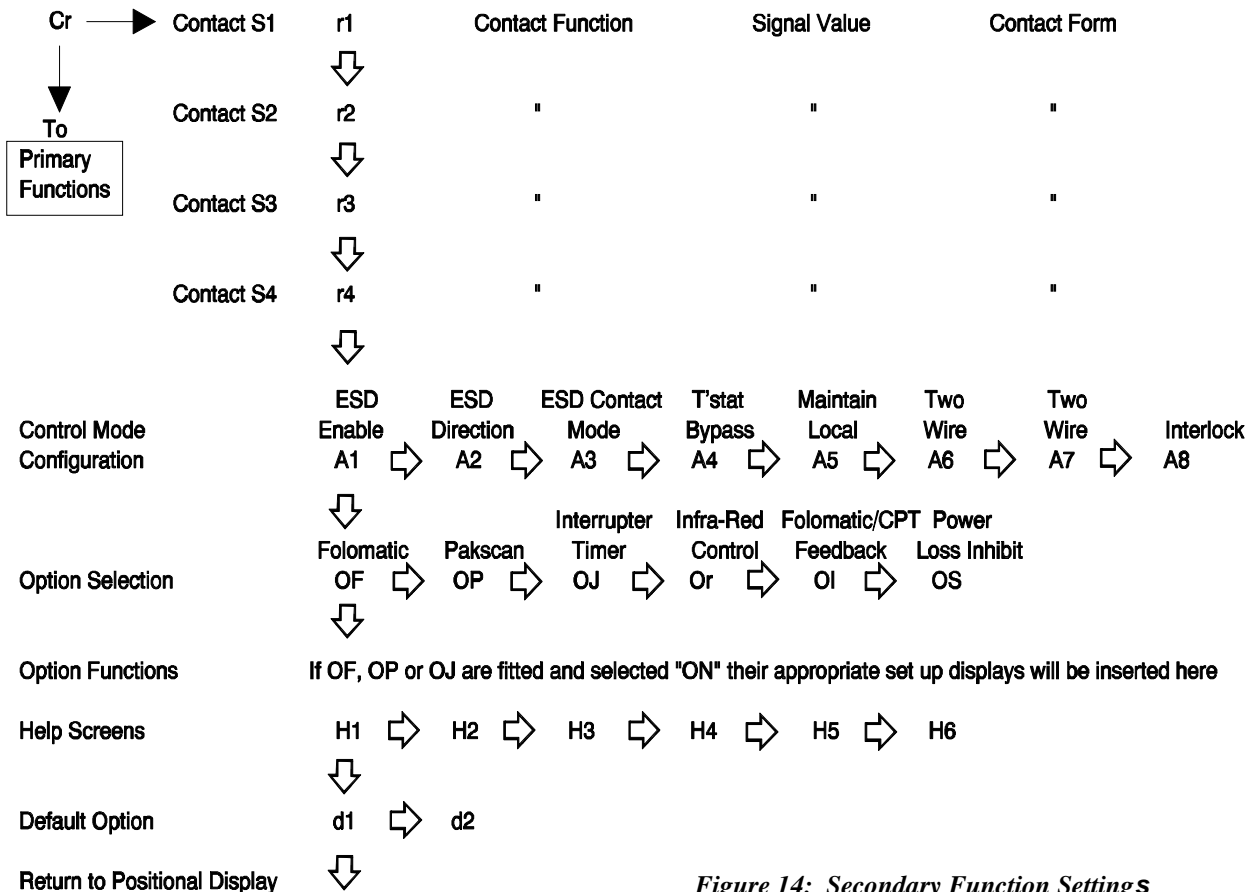 Cr Contact S1 r1 Contact Function Signal Value Contact Form
Contact S2 r2 " " "
To
Primary
Functions
Contact S3 r3 " " "
Contact S4 r4 " " "
ESD ESD ESD Contact T'stat Maintain Two Two
Control Mode Enable Direction Mode Bypass Local Wire Wire Interlock
Configuration A1 A2 A3 A4 A5 A6 A7 A8
Interrupter Infra-Red Folomatic/CPT Power
Folomatic Pakscan Timer Control Feedback Loss Inhibit
Option Selection OF OP OJ Or OI OS
Option Functions If OF, OP or OJ are fitted and selected "ON" their appropriate set up displays will be inserted here
Help Screens H1 H2 H3 H4 H5 H6
Default Option d1 d2
Return to Positional Display
Figure 14: Secondary Function Settings